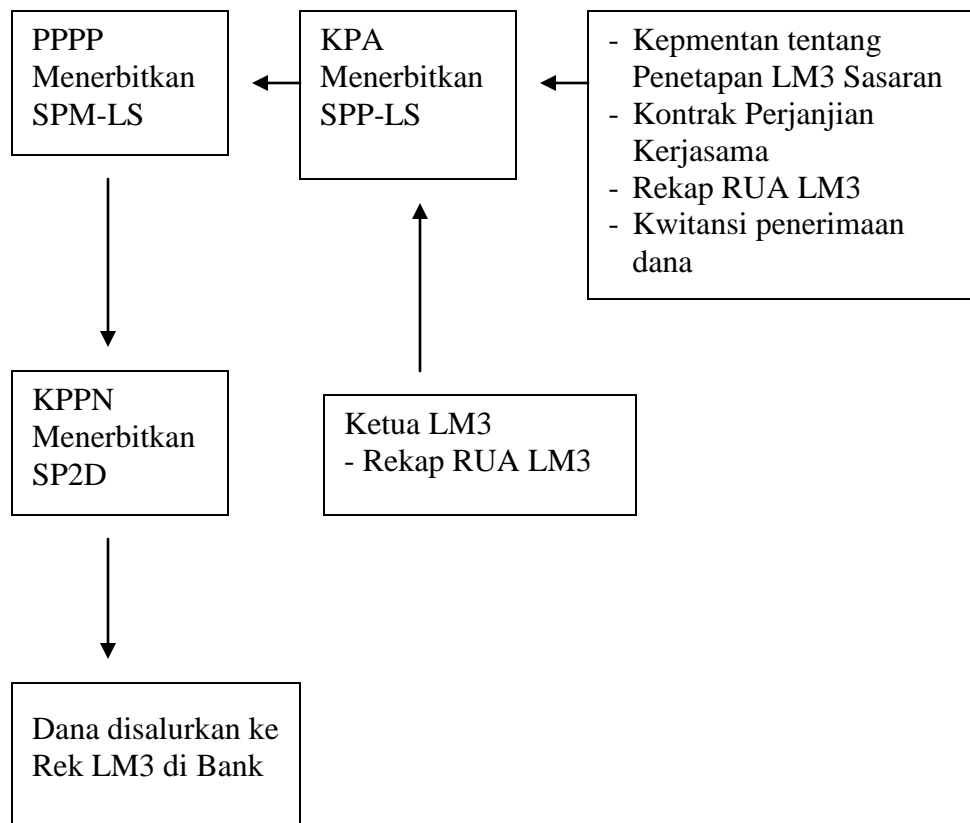 PPPP
Menerbitkan
SPM-LS
KPA
Menerbitkan
SPP-LS
- Kepmentan tentang
Penetapan LM3 Sasaran
- Kontrak Perjanjian
Kerjasama
- Rekap RUA LM3
- Kwitansi penerimaan
dana
KPPN
Menerbitkan
SP2D
Ketua LM3
- Rekap RUA LM3
Dana disalurkan ke
Rek LM3 di Bank